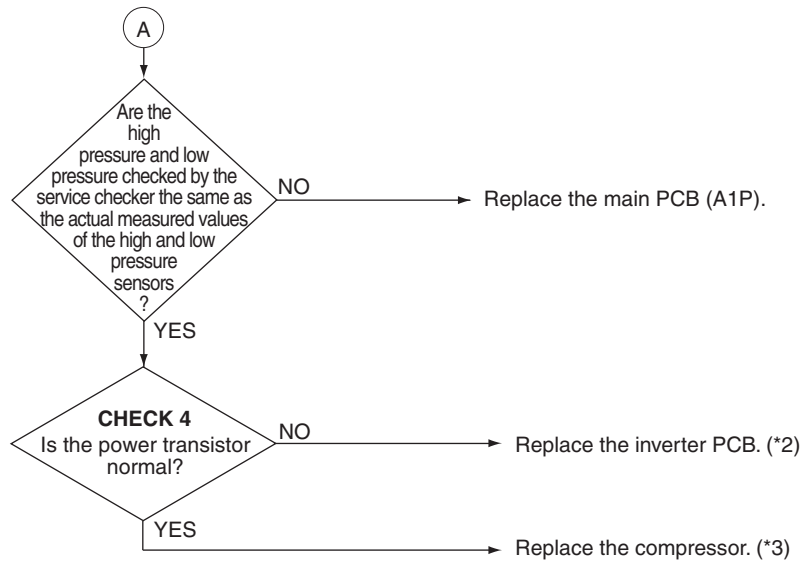 A
Are the
high
pressure and low
pressure checked by the
service checker the same as
the actual measured values
of the high and low
pressure
sensors
?
NO
Replace the main PCB (A1P).
YES
CHECK 4
Is the power transistor
normal?
NO
Replace the inverter PCB. (*2)
YES
Replace the compressor. (*3)